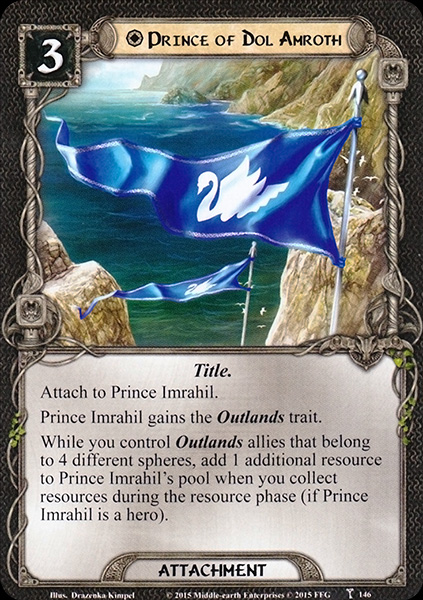 3
PRINCE OF DOL AMROTH
Title.
Attach to Prince Imrahil.
Prince Imrahil gains the Outlands trait.
While you control Outlands allies that belong
to 4 different spheres, add 1 additional resource
to Prince Imrahil's pool when you collect
resources during the resource phase (if Prince
Imrahil is a hero).
ATTACHMENT
Illus. Drazenka Kimpel © 2015 Middle-earth Enterprises © 2015 FFG 146